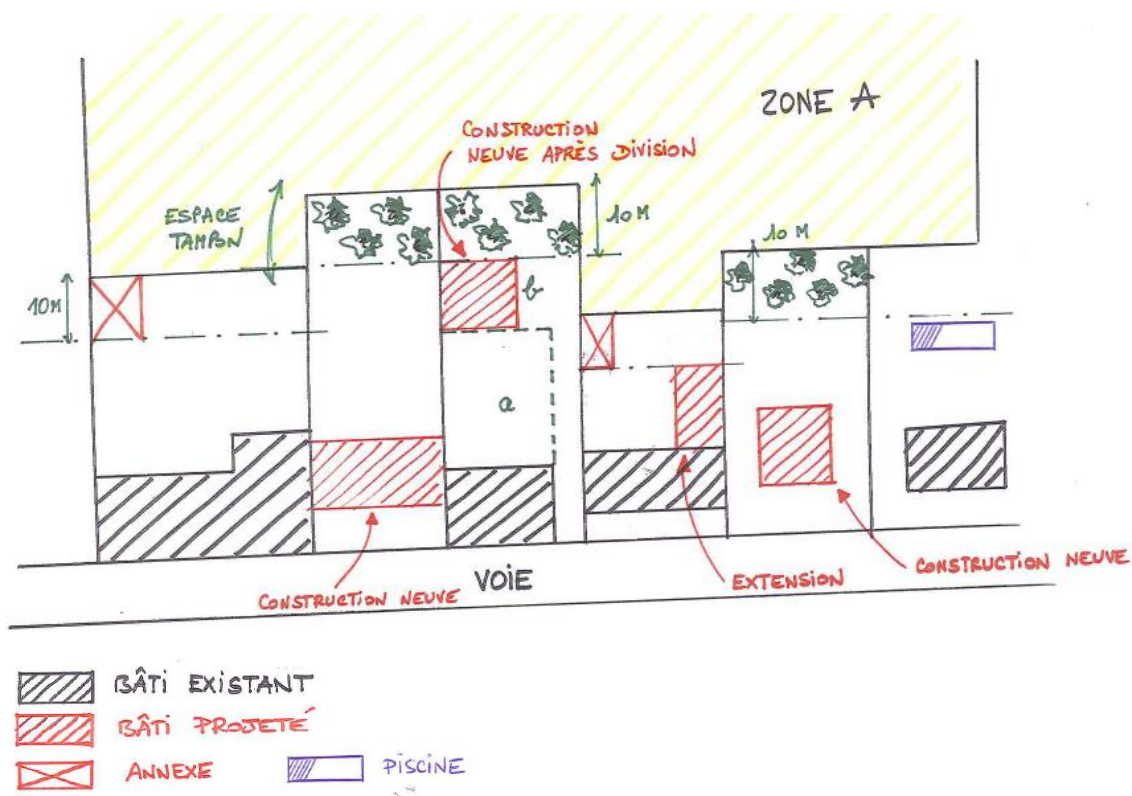 ZONE A
CONSTRUCTION
NEUVE APRÈS DIVISION
ESPACE
TAMPON
10 M
10 M
10M
b
a
VOIE
CONSTRUCTION NEUVE
EXTENSION
CONSTRUCTION NEUVE
BÂTI EXISTANT
BÂTI PROJETÉ
ANNEXE
PISCINE